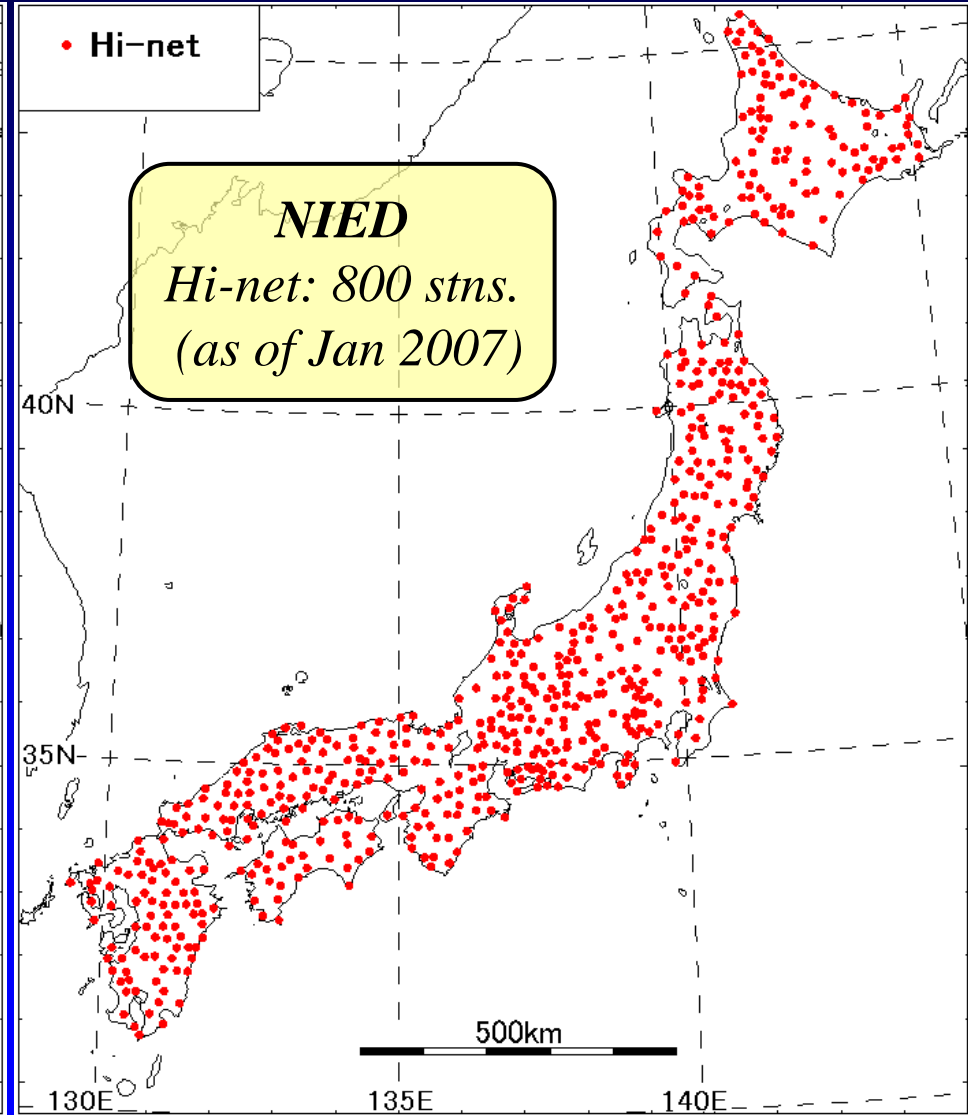 Hi-net
NIED
Hi-net: 800 stns.
(as of Jan 2007)
40N
35N
500km
130E
135E
140E